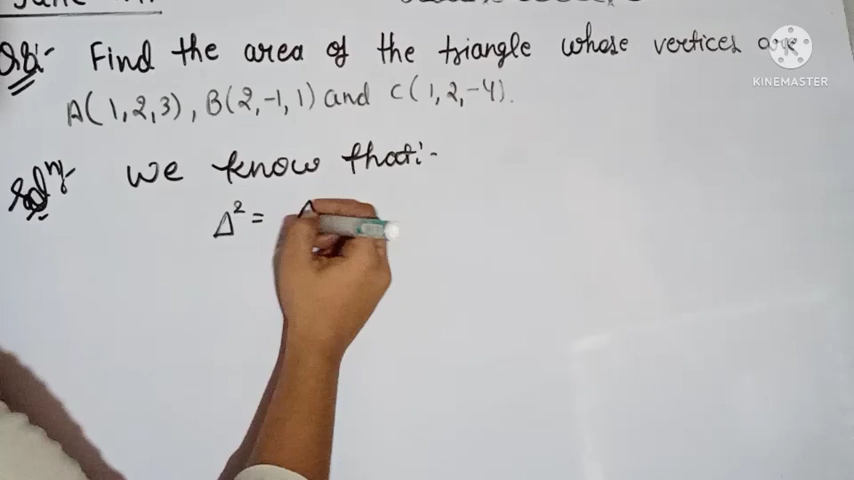 Find the area of the triangle whose vertices are
A(1,2,3), B(2,-1,1) and C(1,2,-4).
KINEMASTER
Solⁿ:- We know that:-
Δ² = Δ